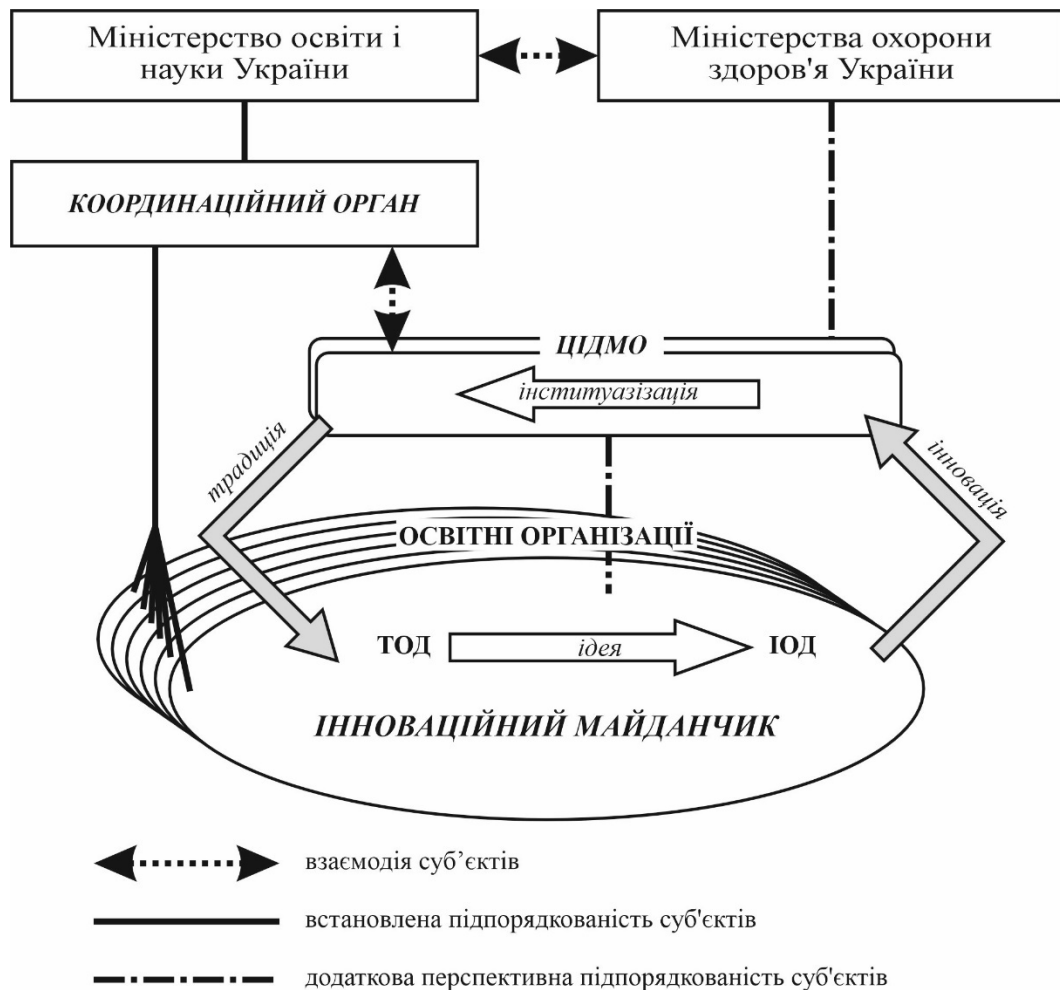 Міністерство освіти і
науки України
Міністерства охорони
здоров'я України
КООРДИНАЦІЙНИЙ ОРГАН
ЦІДМО
інституазізація
традиція
інновація
ОСВІТНІ ОРГАНІЗАЦІЇ
ТОД
ідея
ІОД
ІННОВАЦІЙНИЙ МАЙДАНЧИК
взаємодія суб’єктів
встановлена підпорядкованість суб'єктів
додаткова перспективна підпорядкованість суб'єктів